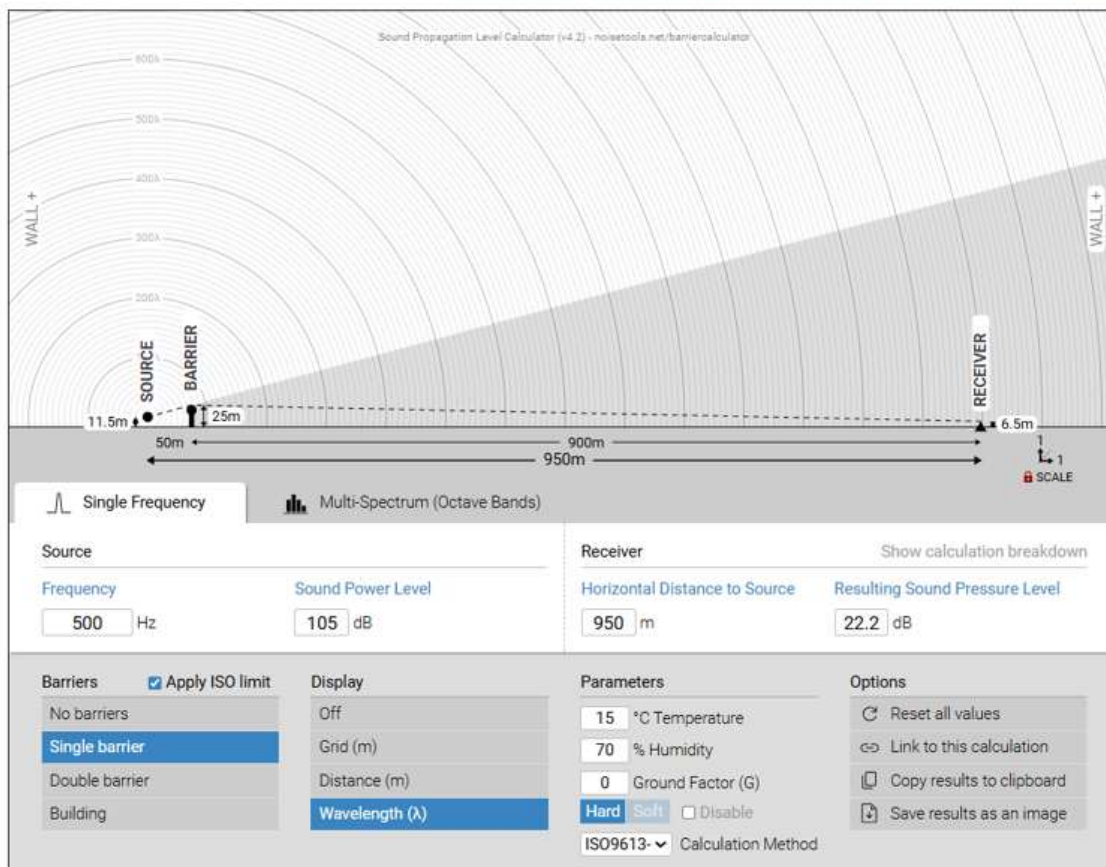 Sound Propagation Level Calculator (v4.2) - noisetools.net/barriercalculator
600λ
500λ
400λ
300λ
200λ
WALL +
WALL +
SOURCE
BARRIER
RECEIVER
11.5m
25m
6.5m
50m
900m
950m
1
1
SCALE
Single Frequency
Multi-Spectrum (Octave Bands)
Source
Receiver
Show calculation breakdown
Frequency
Sound Power Level
Horizontal Distance to Source
Resulting Sound Pressure Level
500 Hz
105 dB
950 m
22.2 dB
Barriers
Apply ISO limit
No barriers
Single barrier
Double barrier
Building
Display
Off
Grid (m)
Distance (m)
Wavelength (λ)
Parameters
15 °C Temperature
70 % Humidity
0 Ground Factor (G)
Hard Soft Disable
ISO9613- Calculation Method
Options
Reset all values
Link to this calculation
Copy results to clipboard
Save results as an image